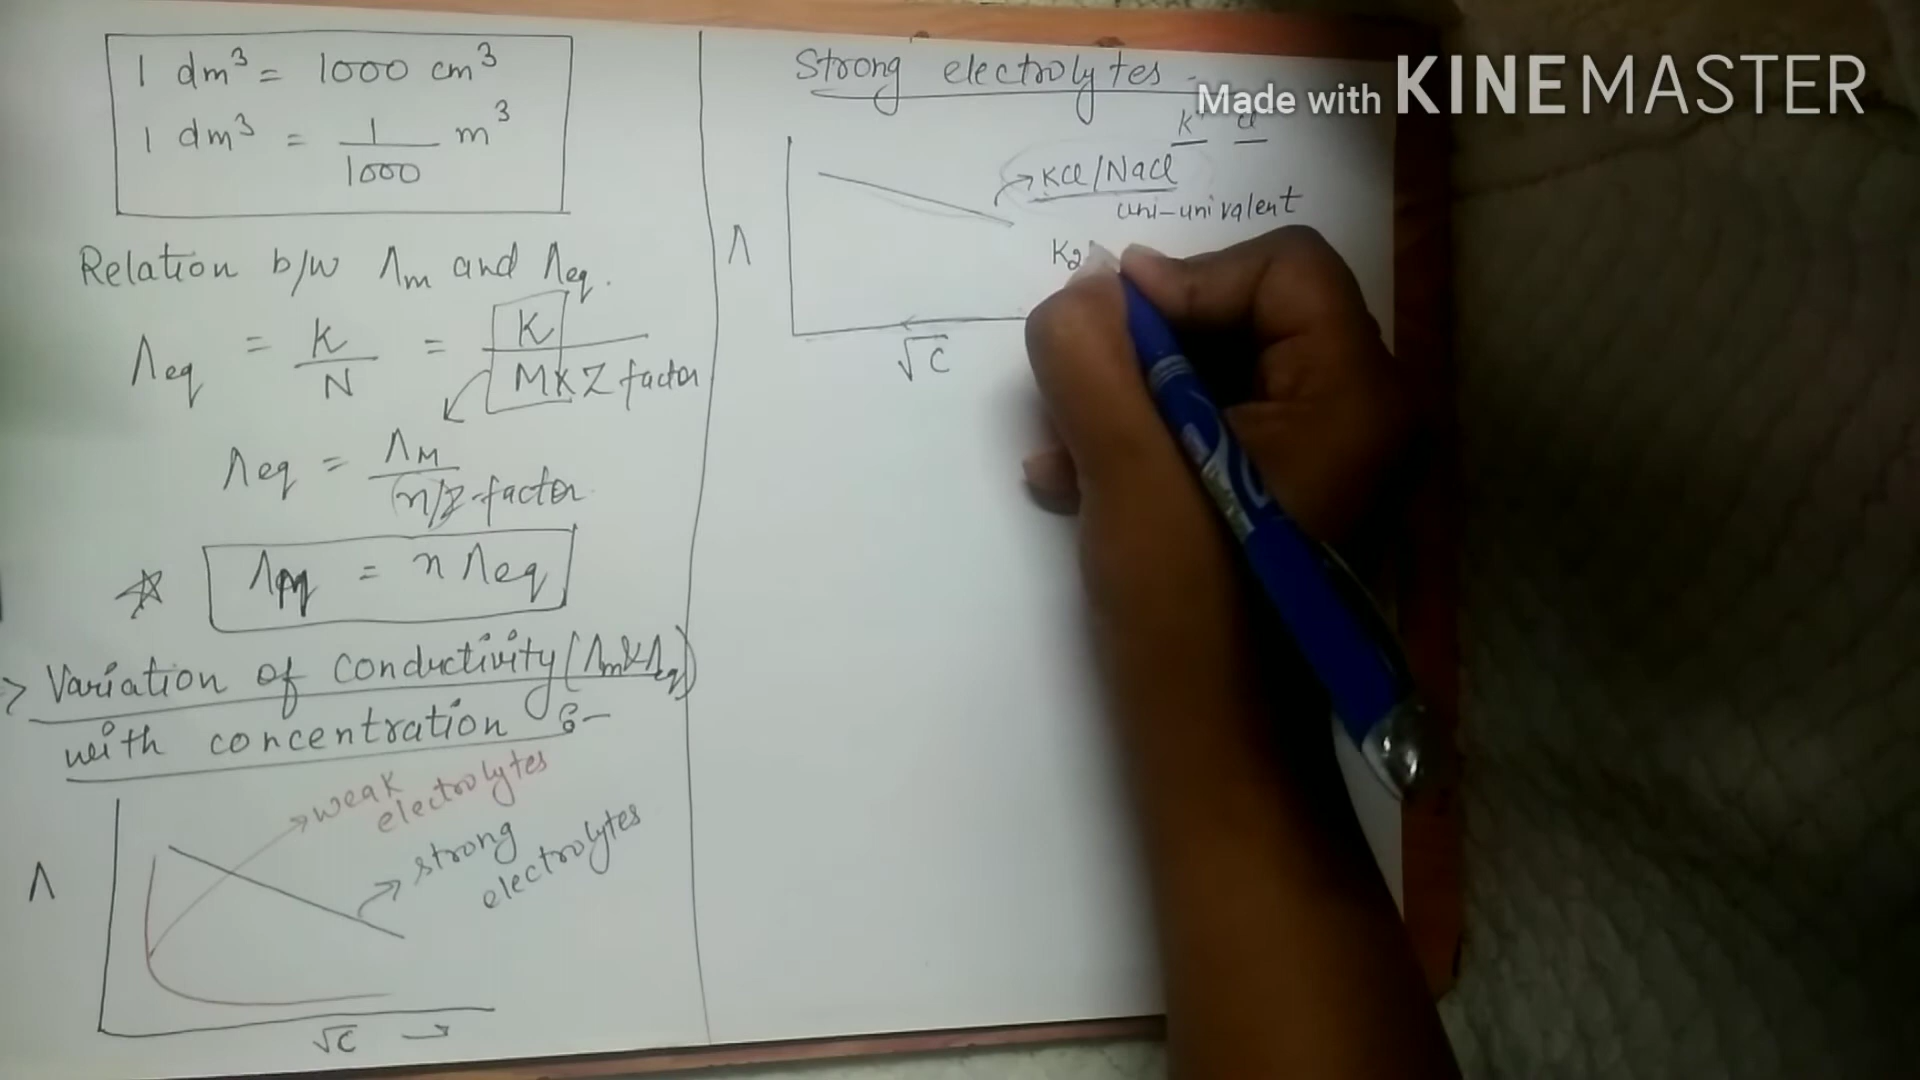 1 dm³ = 1000 cm³
1 dm³ = 1/1000 m³
Relation b/w Λm and Λeq.
Λeq = K/N = K/M×Z factor
Λeq = ΛM/(n/Z-factor
Λm = n Λeq
> Variation of conductivity (Λm & Λeq)
with concentration :-
weak
electrolytes
strong
electrolytes
Λ
√C →
Strong electrolytes -
Made with KINEMASTER
K⁺ Cl
→ KCl/NaCl
uni-univalent
K2
Λ
√C